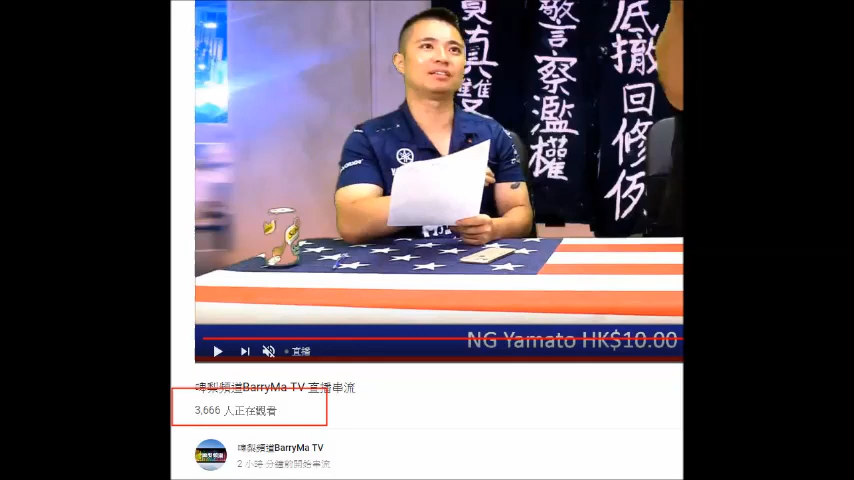 員真雙
警察濫權
底撤回修例
NG Yamato HK$10.00
直播
啤梨頻道BarryMa TV 直播串流
3,666 人正在觀看
啤梨頻道BarryMa TV
2 小時 分鐘前開始串流